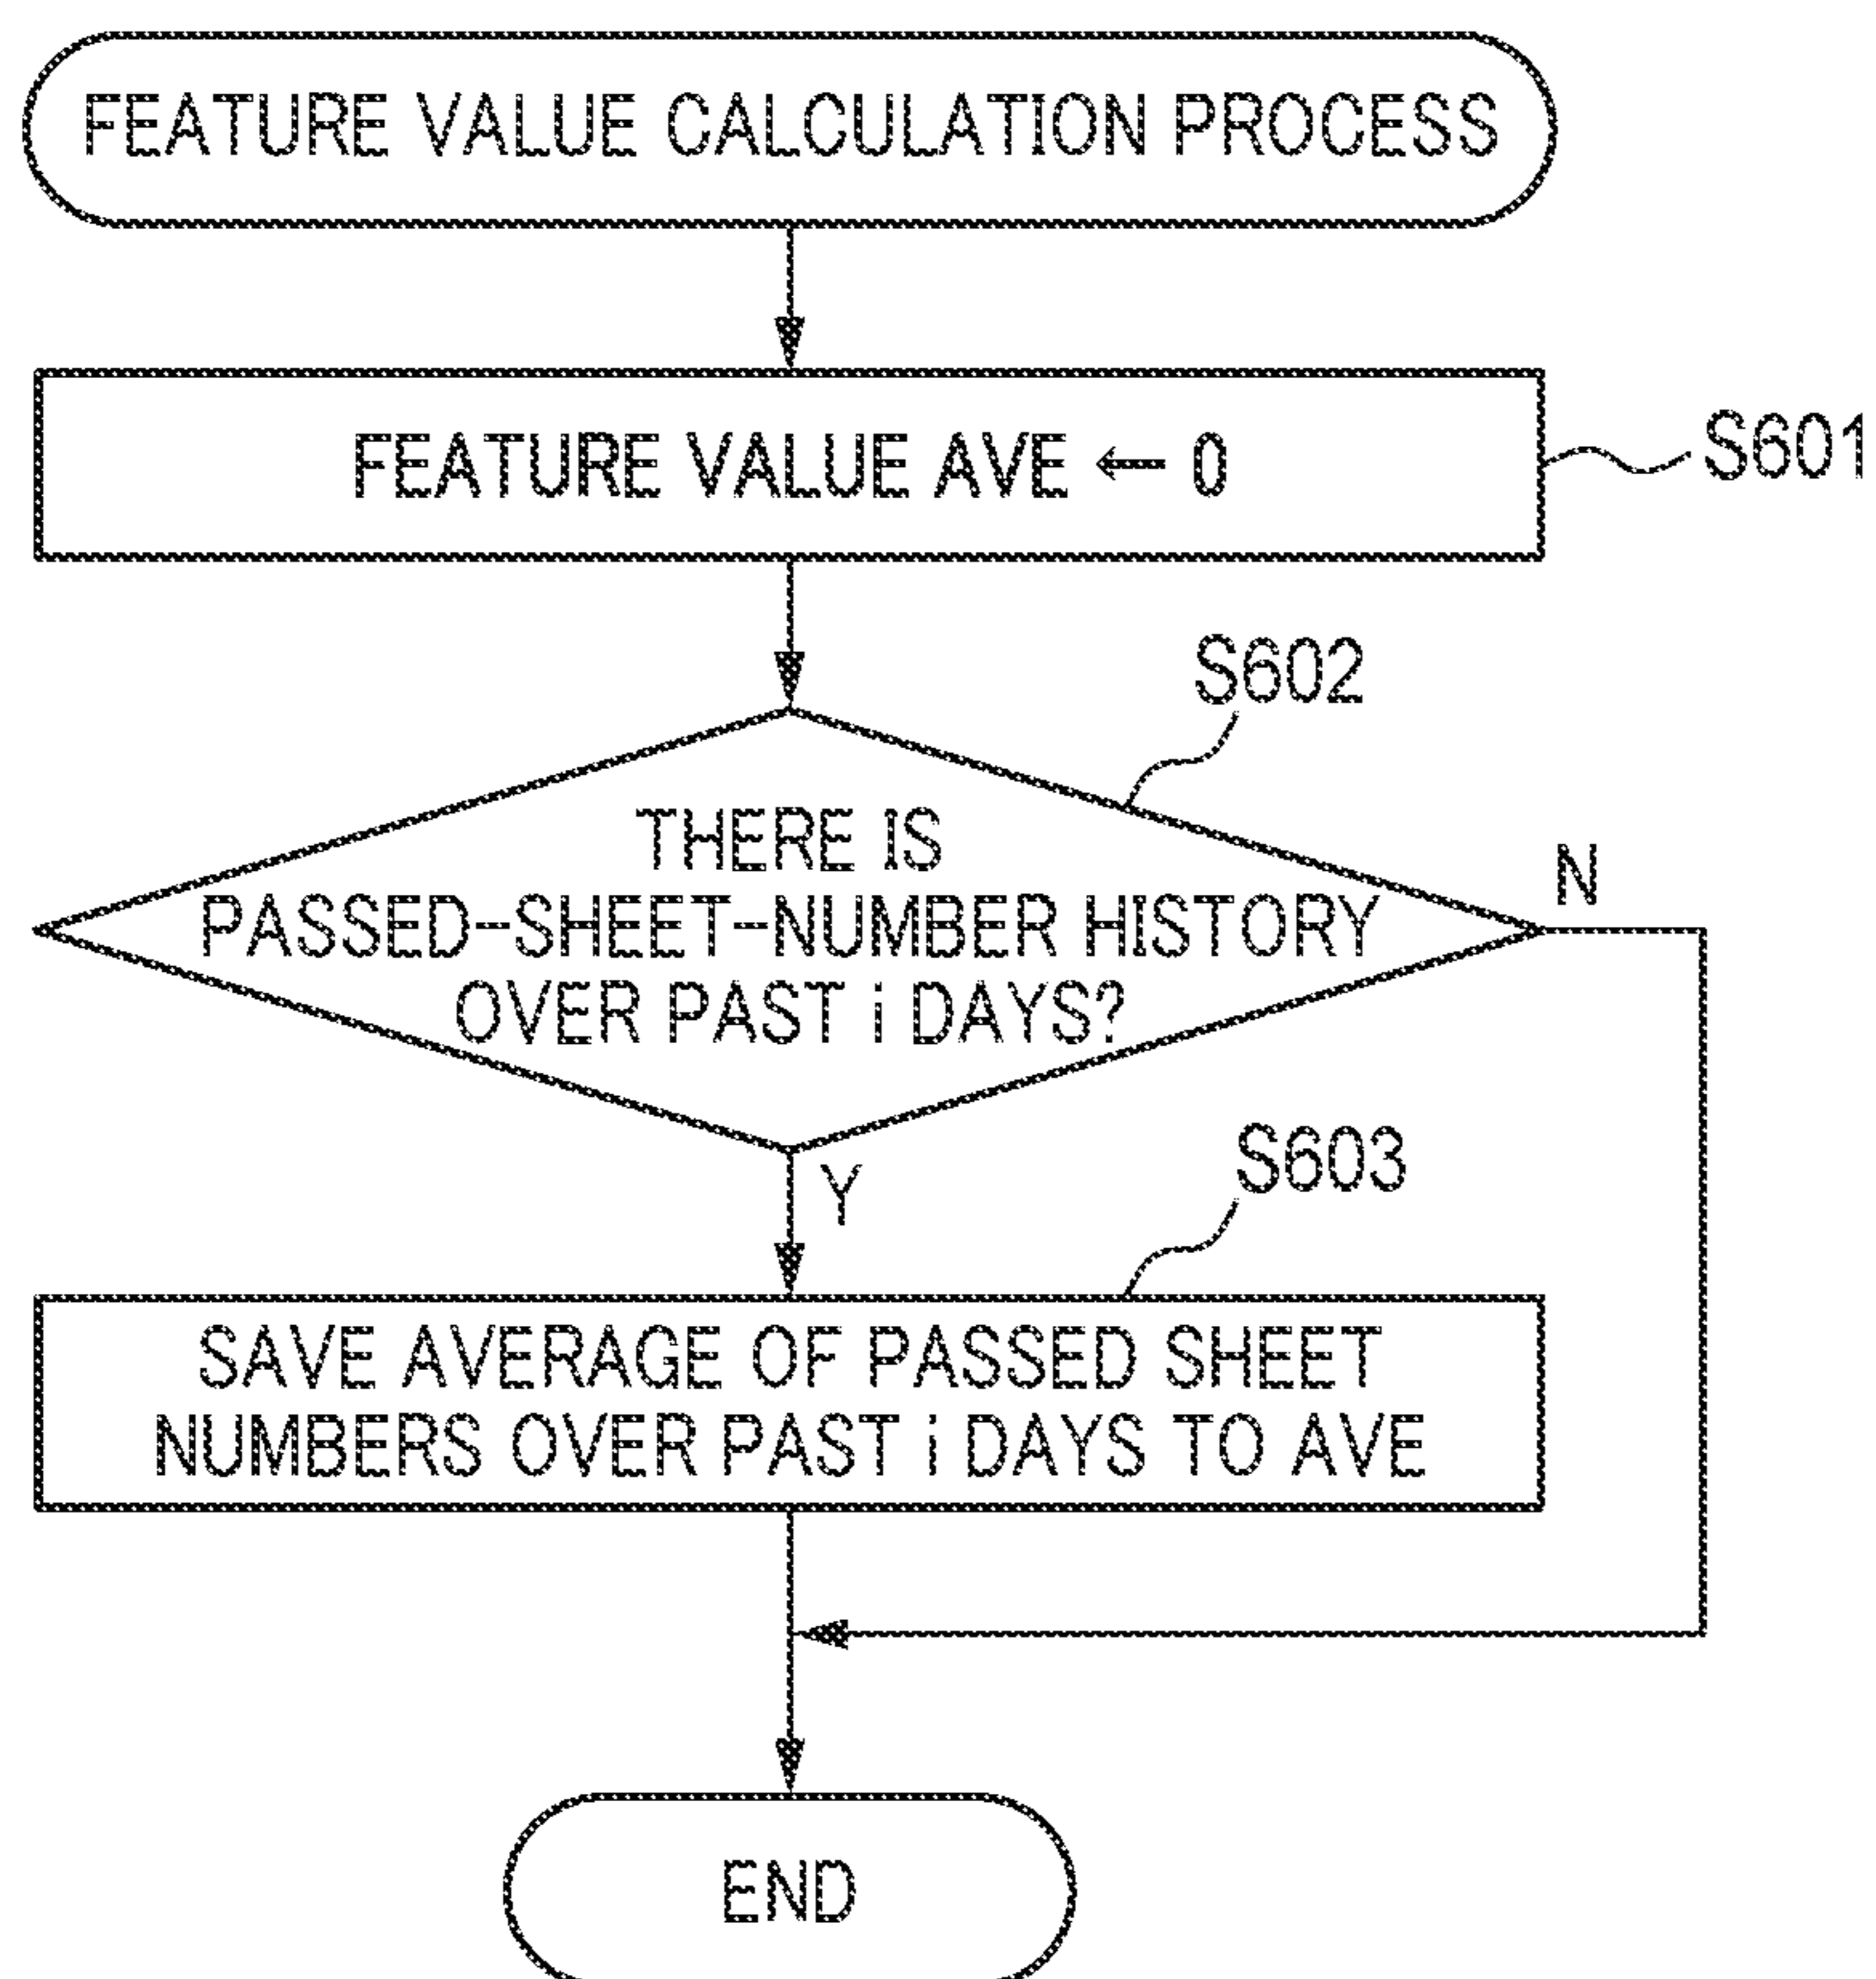 FEATURE VALUE CALCULATION PROCESS
FEATURE VALUE AVE ← 0
S601
S602
THERE IS
PASSED-SHEET-NUMBER HISTORY
OVER PAST i DAYS?
N
Y
S603
SAVE AVERAGE OF PASSED SHEET
NUMBERS OVER PAST i DAYS TO AVE
END